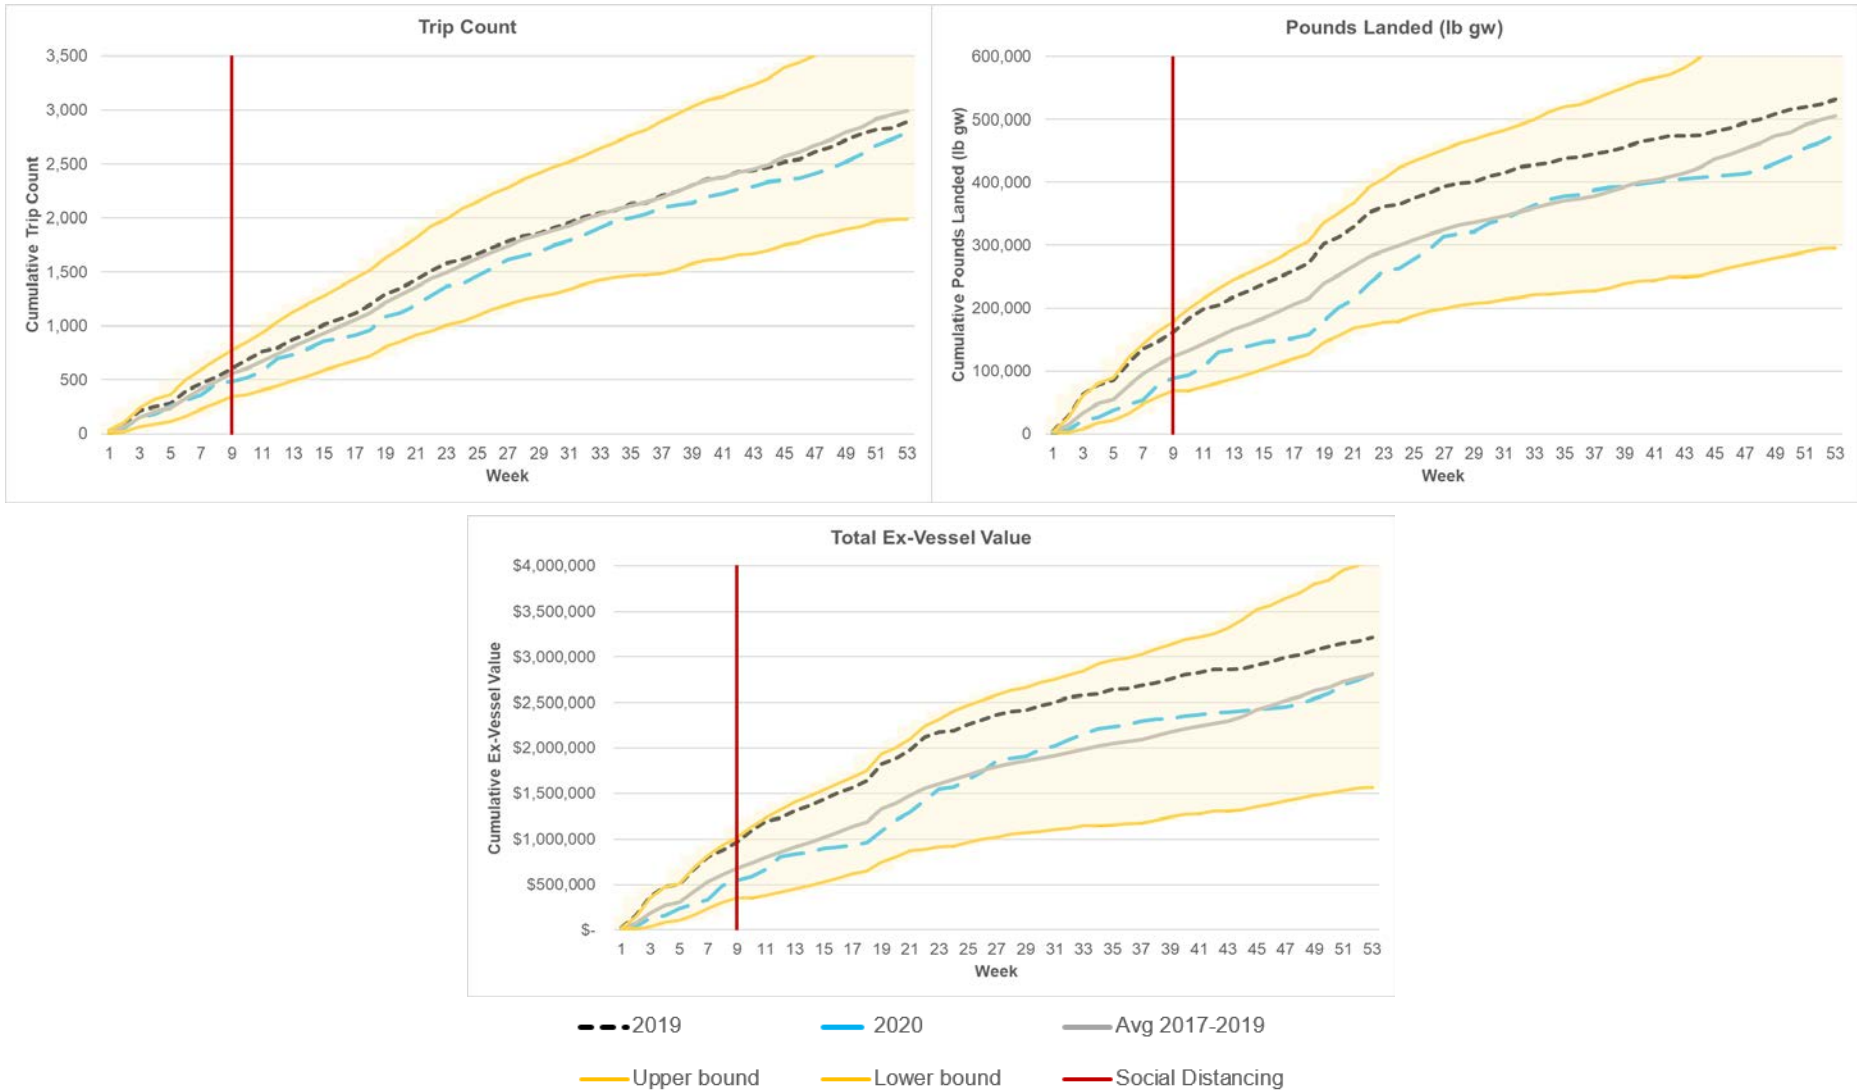 Trip Count
3,500
3,000
2,500
2,000
1,500
1,000
500
0
Cumulative Trip Count
1 3 5 7 9 11 13 15 17 19 21 23 25 27 29 31 33 35 37 39 41 43 45 47 49 51 53
Week
Pounds Landed (lb gw)
600,000
500,000
400,000
300,000
200,000
100,000
0
Cumulative Pounds Landed (lb gw)
1 3 5 7 9 11 13 15 17 19 21 23 25 27 29 31 33 35 37 39 41 43 45 47 49 51 53
Week
Total Ex-Vessel Value
$4,000,000
$3,500,000
$3,000,000
$2,500,000
$2,000,000
$1,500,000
$1,000,000
$500,000
$-
Cumulative Ex-Vessel Value
1 3 5 7 9 11 13 15 17 19 21 23 25 27 29 31 33 35 37 39 41 43 45 47 49 51 53
Week
2019 2020 Avg 2017-2019
Upper bound Lower bound Social Distancing